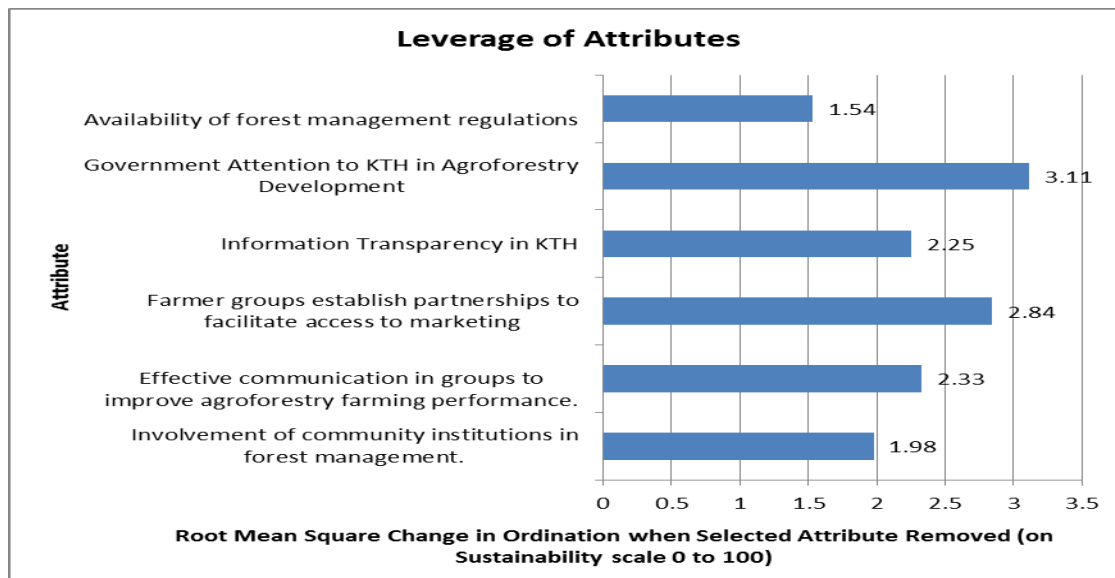 Leverage of Attributes
Attribute
Availability of forest management regulations
1.54
Government Attention to KTH in Agroforestry
Development
3.11
Information Transparency in KTH
2.25
Farmer groups establish partnerships to
facilitate access to marketing
2.84
Effective communication in groups to
improve agroforestry farming performance.
2.33
Involvement of community institutions in
forest management.
1.98
0 0.5 1 1.5 2 2.5 3 3.5
Root Mean Square Change in Ordination when Selected Attribute Removed (on
Sustainability scale 0 to 100)